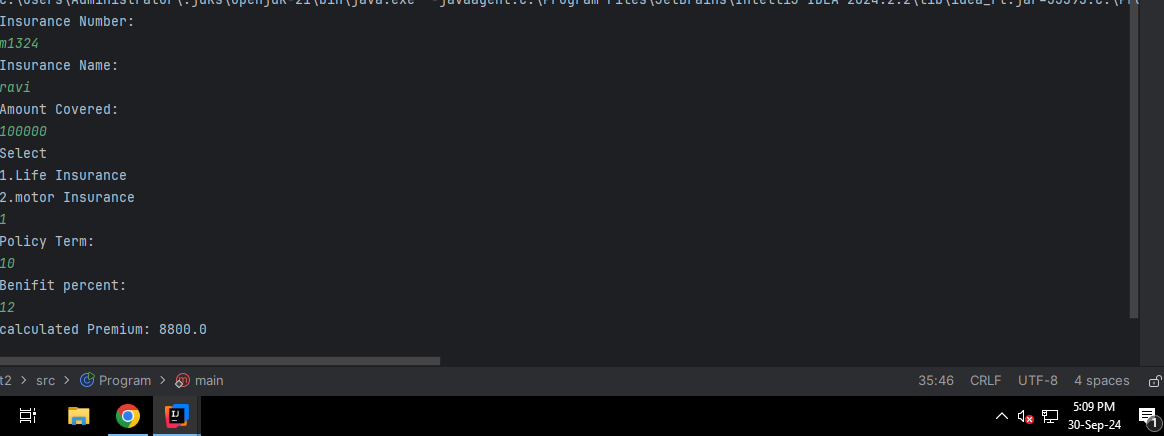 Insurance Number:
m1324
Insurance Name:
ravi
Amount Covered:
100000
Select
1.Life Insurance
2.motor Insurance
1
Policy Term:
10
Benifit percent:
12
calculated Premium: 8800.0
t2 > src > Program > main 35:46 CRLF UTF-8 4 spaces
5:09 PM
30-Sep-24
1